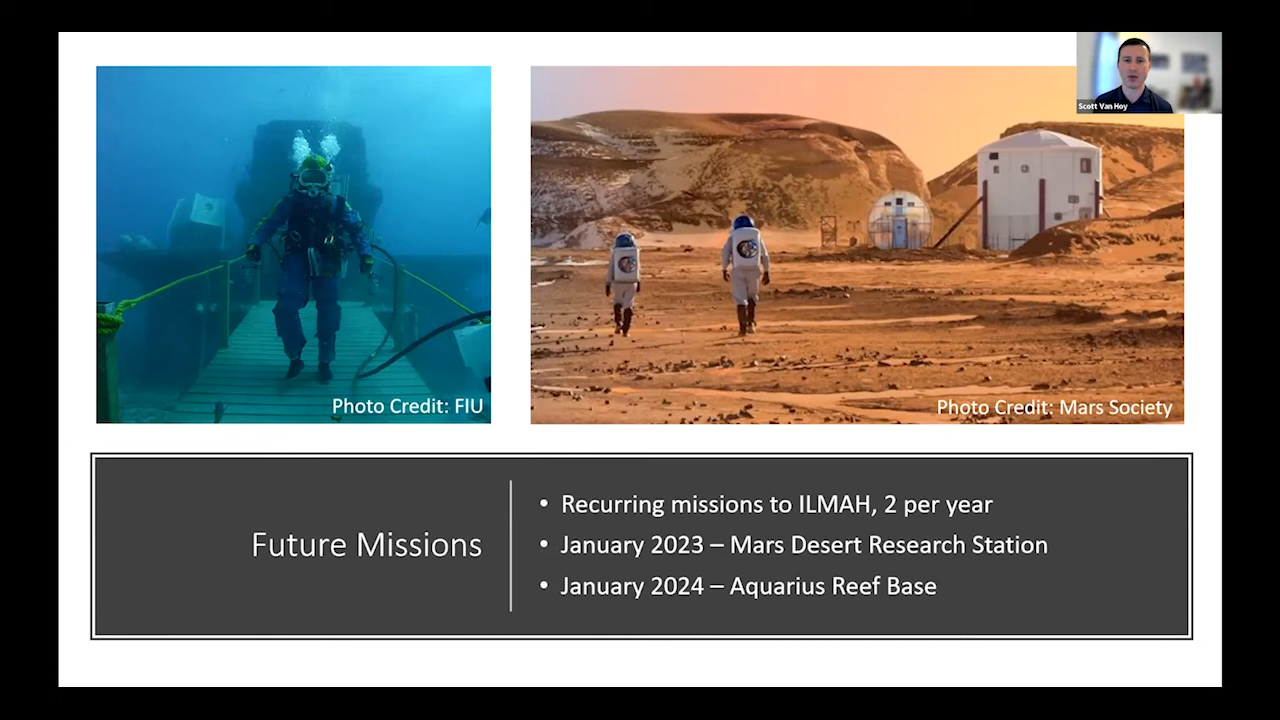 Scott Van Hoy
Photo Credit: FIU
Photo Credit: Mars Society
Future Missions
• Recurring missions to ILMAH, 2 per year
• January 2023 – Mars Desert Research Station
• January 2024 – Aquarius Reef Base